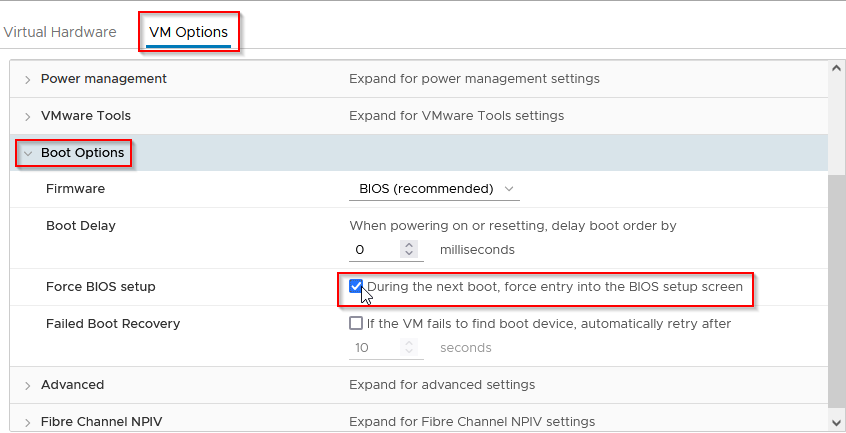 Virtual Hardware VM Options
Power management Expand for power management settings
VMware Tools Expand for VMware Tools settings
Boot Options
Firmware BIOS (recommended)
Boot Delay When powering on or resetting, delay boot order by
0 milliseconds
Force BIOS setup During the next boot, force entry into the BIOS setup screen
Failed Boot Recovery If the VM fails to find boot device, automatically retry after
10 seconds
Advanced Expand for advanced settings
Fibre Channel NPIV Expand for Fibre Channel NPIV settings